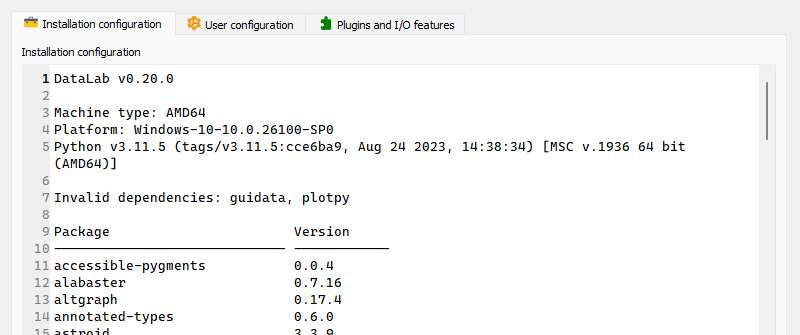 Installation configuration User configuration Plugins and I/O features
Installation configuration
1 DataLab v0.20.0
2
3 Machine type: AMD64
4 Platform: Windows-10-10.0.26100-SP0
5 Python v3.11.5 (tags/v3.11.5:cce6ba9, Aug 24 2023, 14:38:34) [MSC v.1936 64 bit
(AMD64)]
6
7 Invalid dependencies: guidata, plotpy
8
9 Package Version
10 ------------------------------ ------------
11 accessible-pygments 0.0.4
12 alabaster 0.7.16
13 altgraph 0.17.4
14 annotated-types 0.6.0
15 astroid 3.3.9